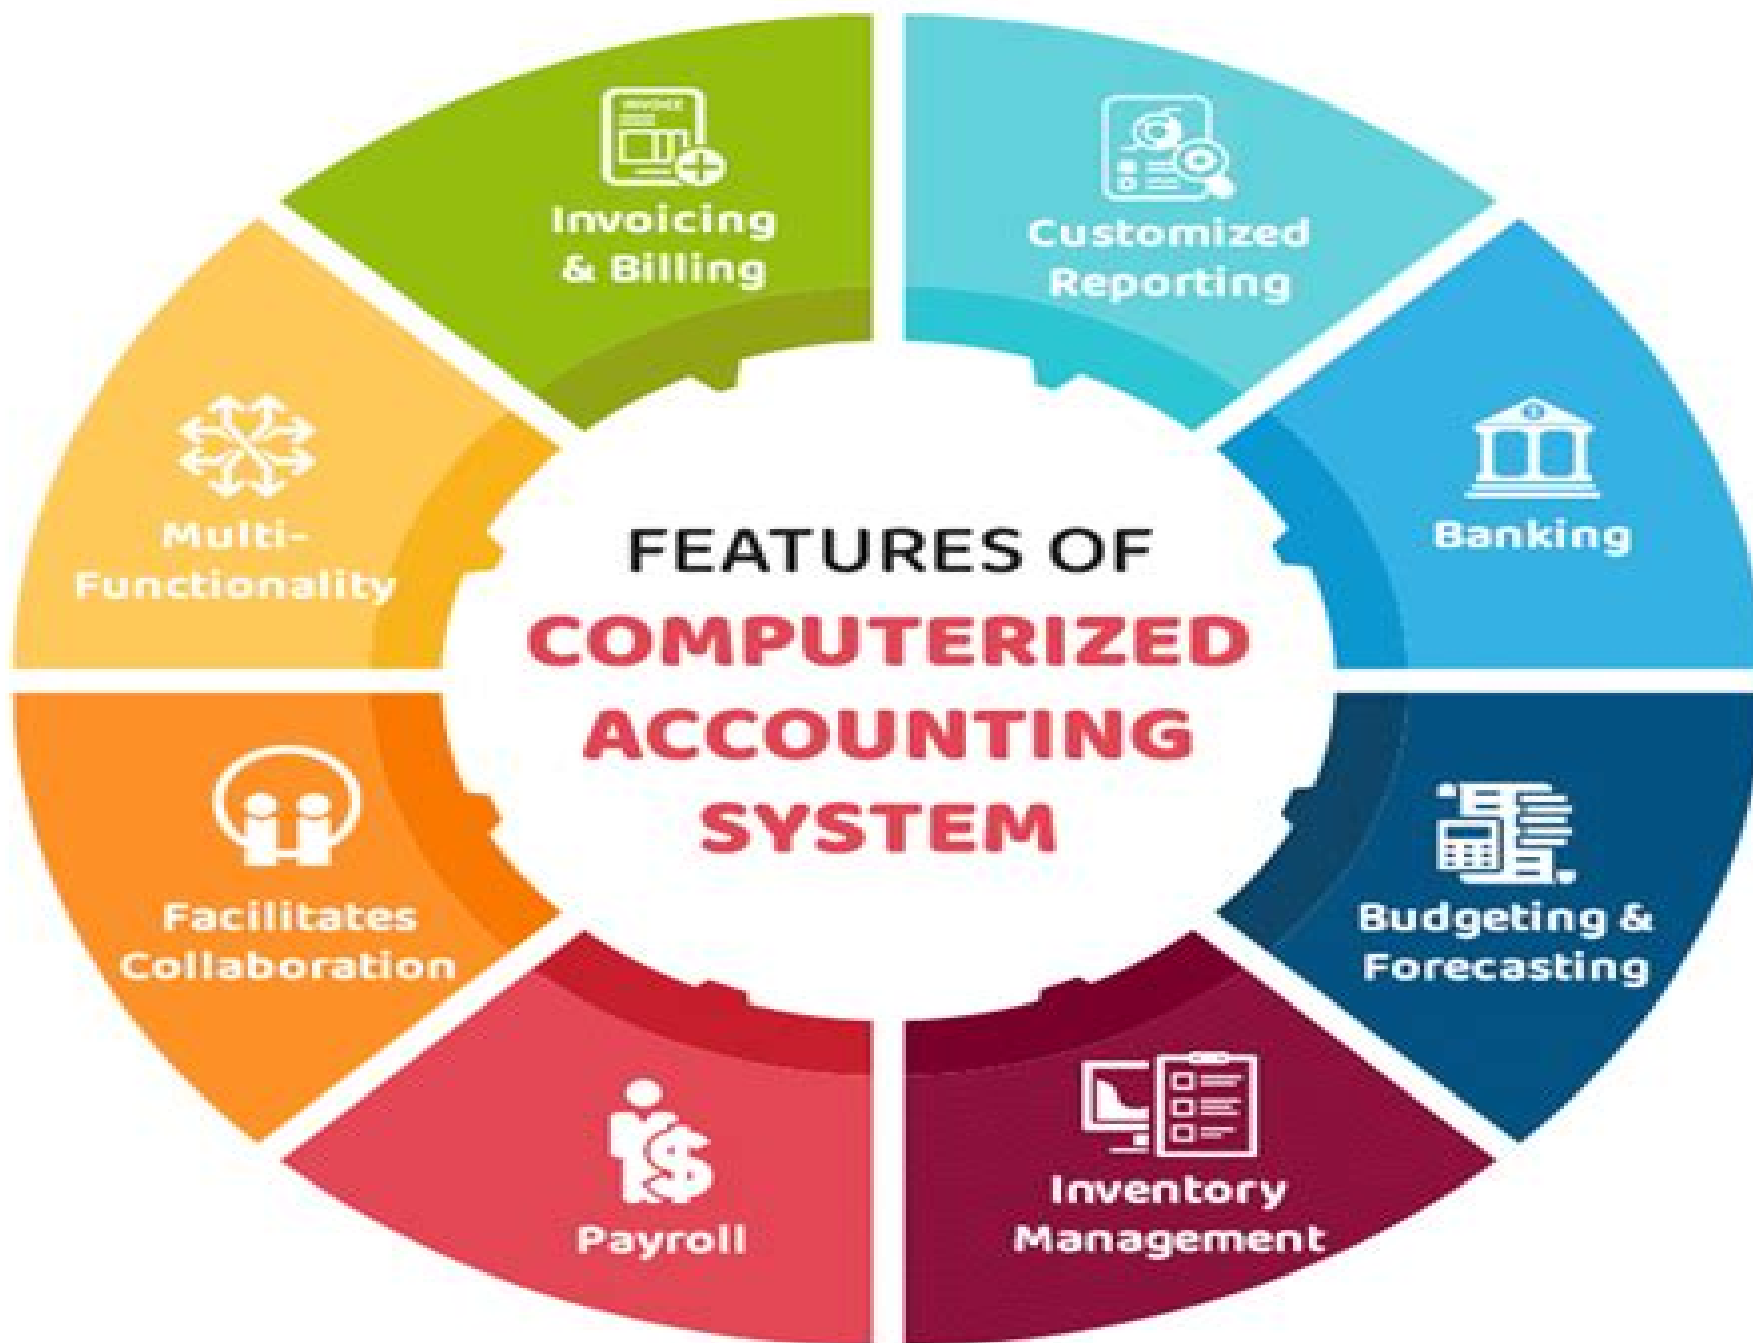 FEATURES OF
COMPUTERIZED
ACCOUNTING
SYSTEM
INVOICE
Invoicing
& Billing
Customized
Reporting
Banking
Budgeting &
Forecasting
Inventory
Management
Payroll
Facilitates
Collaboration
Multi-
Functionality